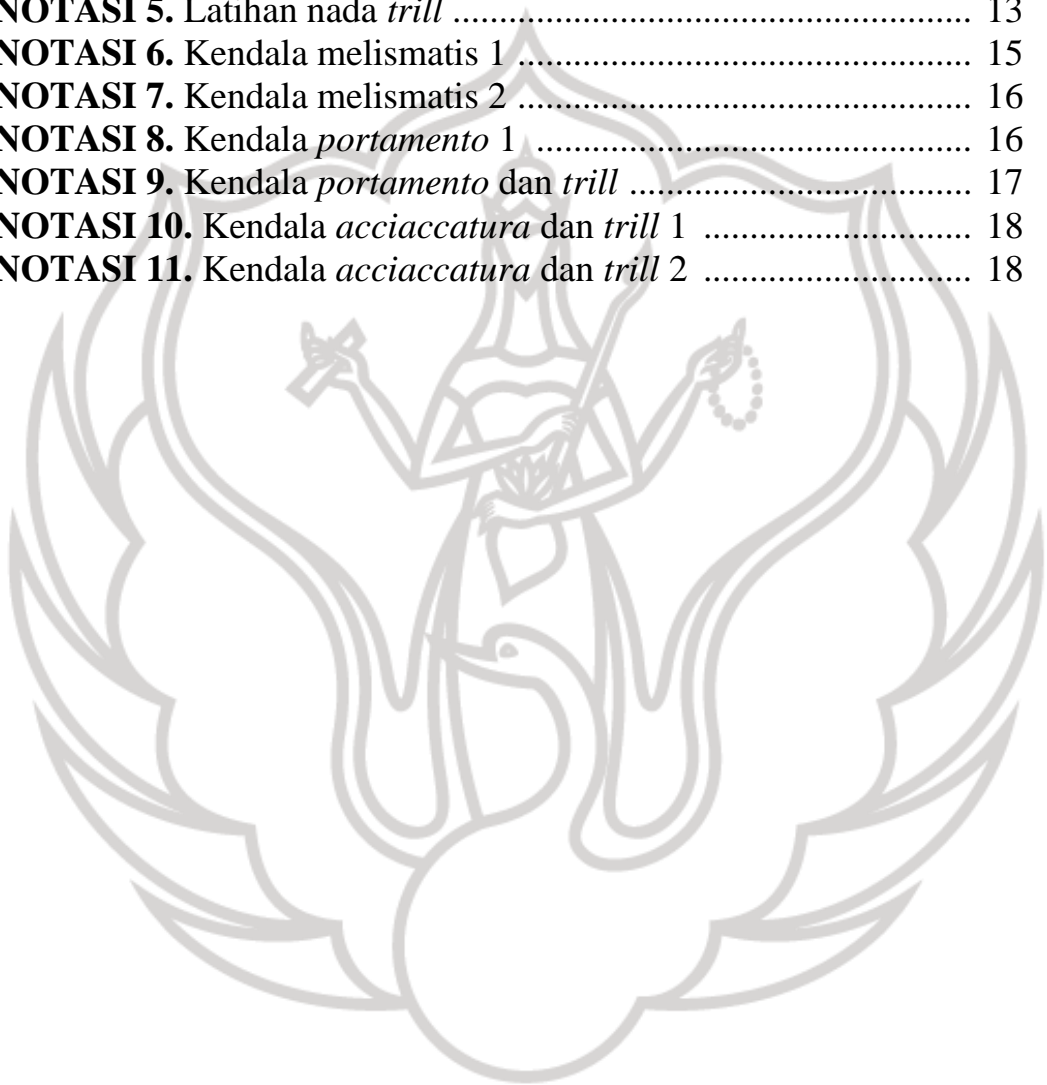 NOTASI 5. Latihan nada trill ........................................................ 13
NOTASI 6. Kendala melismatis 1 ................................................. 15
NOTASI 7. Kendala melismatis 2 ................................................. 16
NOTASI 8. Kendala portamento 1 ............................................... 16
NOTASI 9. Kendala portamento dan trill ..................................... 17
NOTASI 10. Kendala acciaccatura dan trill 1 ............................. 18
NOTASI 11. Kendala acciaccatura dan trill 2 ............................. 18